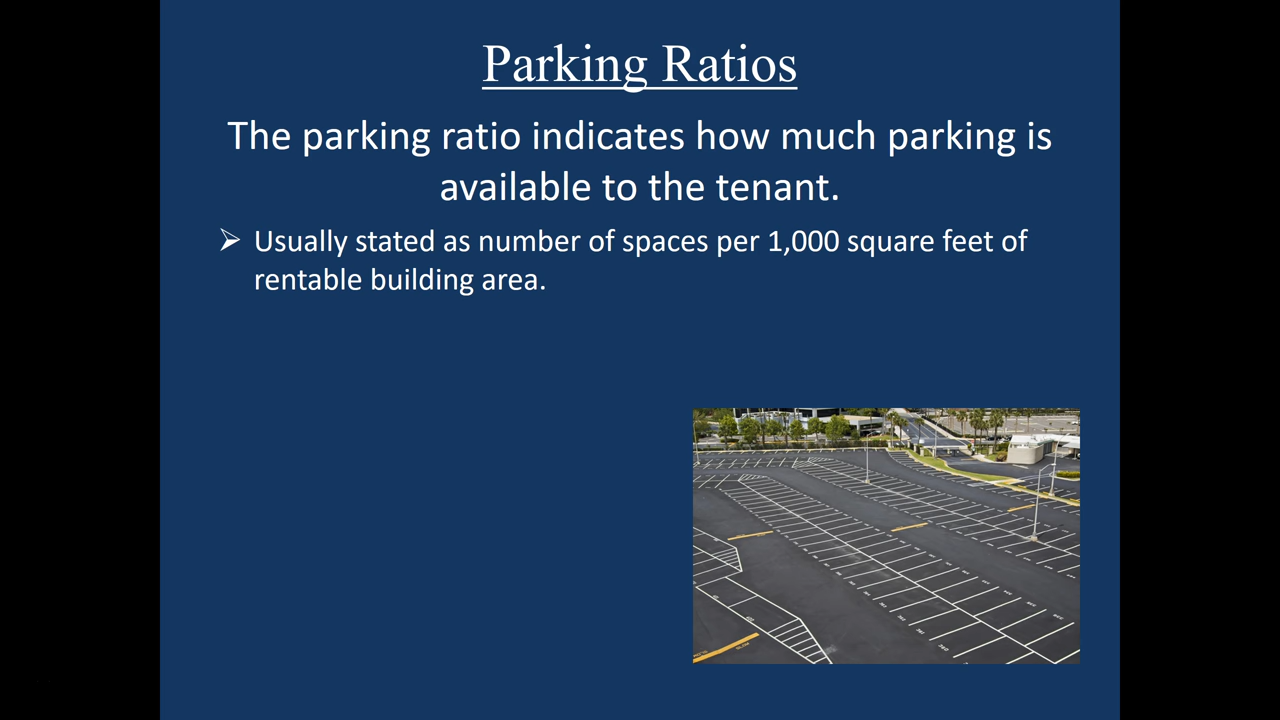 Parking Ratios
The parking ratio indicates how much parking is
available to the tenant.
Usually stated as number of spaces per 1,000 square feet of
rentable building area.